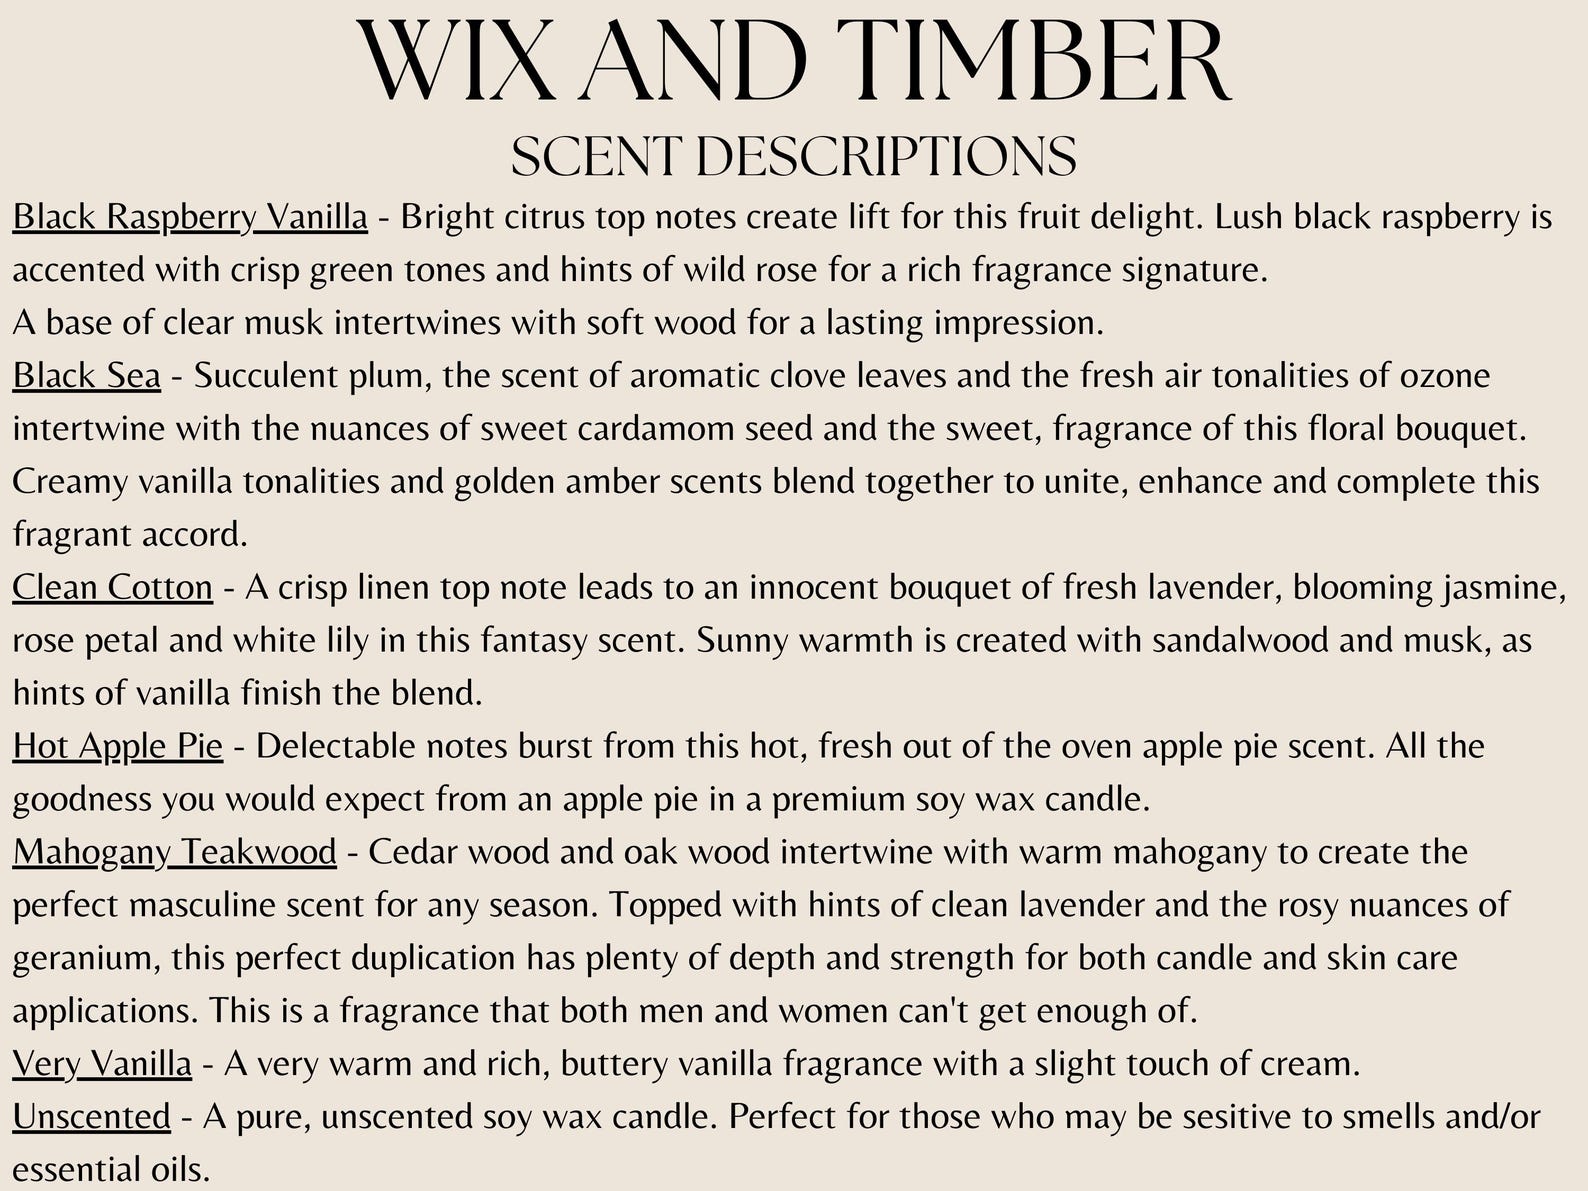 WIX AND TIMBER
SCENT DESCRIPTIONS
Black Raspberry Vanilla - Bright citrus top notes create lift for this fruit delight. Lush black raspberry is
accented with crisp green tones and hints of wild rose for a rich fragrance signature.
A base of clear musk intertwines with soft wood for a lasting impression.
Black Sea - Succulent plum, the scent of aromatic clove leaves and the fresh air tonalities of ozone
intertwine with the nuances of sweet cardamom seed and the sweet, fragrance of this floral bouquet.
Creamy vanilla tonalities and golden amber scents blend together to unite, enhance and complete this
fragrant accord.
Clean Cotton - A crisp linen top note leads to an innocent bouquet of fresh lavender, blooming jasmine,
rose petal and white lily in this fantasy scent. Sunny warmth is created with sandalwood and musk, as
hints of vanilla finish the blend.
Hot Apple Pie - Delectable notes burst from this hot, fresh out of the oven apple pie scent. All the
goodness you would expect from an apple pie in a premium soy wax candle.
Mahogany Teakwood - Cedar wood and oak wood intertwine with warm mahogany to create the
perfect masculine scent for any season. Topped with hints of clean lavender and the rosy nuances of
geranium, this perfect duplication has plenty of depth and strength for both candle and skin care
applications. This is a fragrance that both men and women can't get enough of.
Very Vanilla - A very warm and rich, buttery vanilla fragrance with a slight touch of cream.
Unscented - A pure, unscented soy wax candle. Perfect for those who may be sesitive to smells and/or
essential oils.